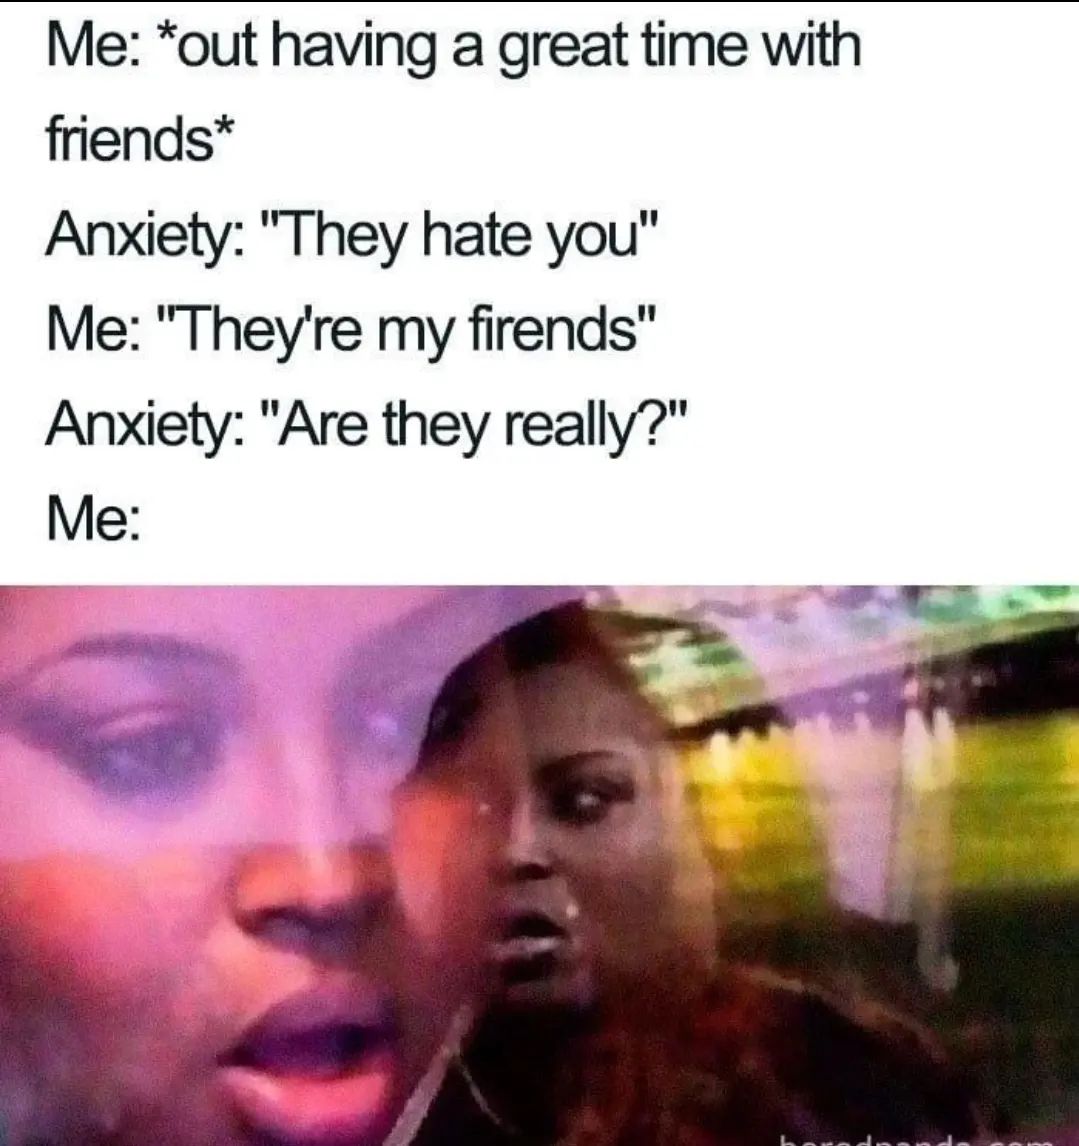 Me: *out having a great time with
friends*
Anxiety: "They hate you"
Me: "They're my firends"
Anxiety: "Are they really?"
Me: